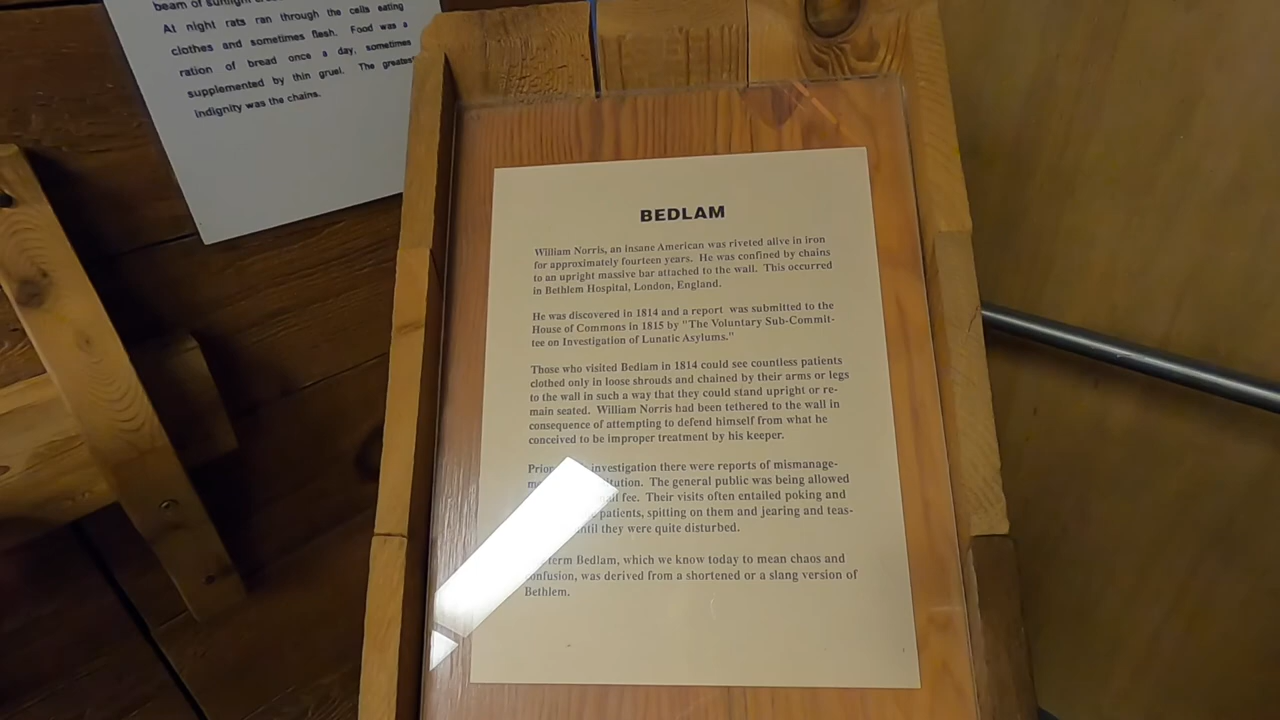 beam of sunlight
At night rats ran through the cells eating
clothes and sometimes flesh. Food was a
ration of bread once a day, sometimes
supplemented by thin gruel. The greatest
indignity was the chains.
BEDLAM
William Norris, an insane American was riveted alive in iron
for approximately fourteen years. He was confined by chains
to an upright massive bar attached to the wall. This occurred
in Bethlem Hospital, London, England.
He was discovered in 1814 and a report was submitted to the
House of Commons in 1815 by "The Voluntary Sub-Commit-
tee on Investigation of Lunatic Asylums."
Those who visited Bedlam in 1814 could see countless patients
clothed only in loose shrouds and chained by their arms or legs
to the wall in such a way that they could stand upright or re-
main seated. William Norris had been tethered to the wall in
consequence of attempting to defend himself from what he
conceived to be improper treatment by his keeper.
Prior investigation there were reports of mismanage-
The general public was being allowed
fee. Their visits often entailed poking and
patients, spitting on them and jearing and teas-
until they were quite disturbed.
term Bedlam, which we know today to mean chaos and
confusion, was derived from a shortened or a slang version of
Bethlem.